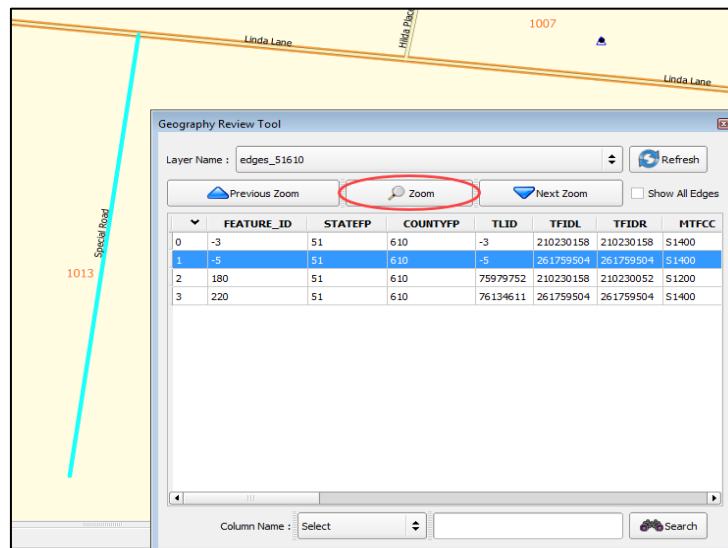 1007
Linda Lane
Hilda Place
Linda Lane
Special Road
1013
Geography Review Tool
Layer Name : edges_51610 Refresh
Previous Zoom Zoom Next Zoom Show All Edges
FEATURE_ID STATEFP COUNTYFP TLID TFIDL TFIDR MTFCC
0 -3 51 610 -3 210230158 210230158 S1400
1 -5 51 610 -5 261759504 261759504 S1400
2 180 51 610 75979752 210230158 210230052 S1200
3 220 51 610 76134611 261759504 261759504 S1400
Column Name : Select Search